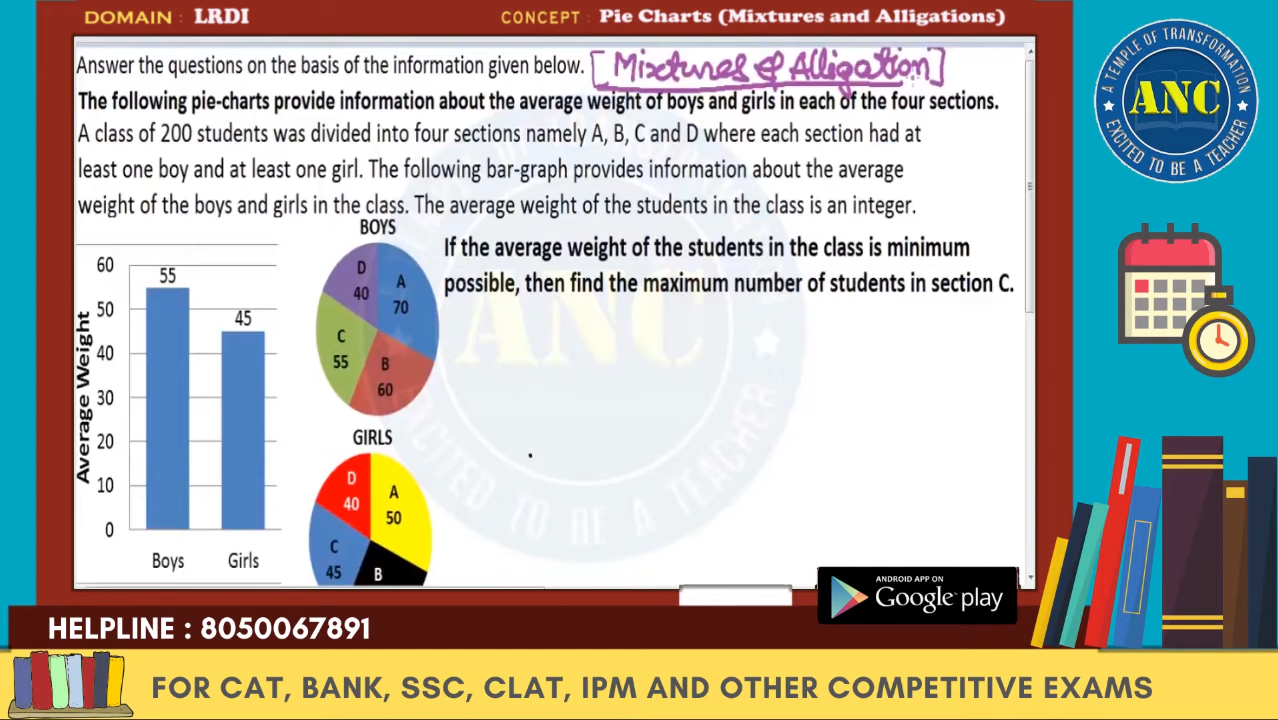 DOMAIN : LRDI
CONCEPT : Pie Charts (Mixtures and Alligations)
Answer the questions on the basis of the information given below. [Mixtures & Alligation]
The following pie-charts provide information about the average weight of boys and girls in each of the four sections.
A class of 200 students was divided into four sections namely A, B, C and D where each section had at
least one boy and at least one girl. The following bar-graph provides information about the average
weight of the boys and girls in the class. The average weight of the students in the class is an integer.
If the average weight of the students in the class is minimum
possible, then find the maximum number of students in section C.
Average Weight
60
50
40
30
20
10
0
55
45
Boys
Girls
BOYS
D
40
A
70
C
55
B
60
GIRLS
D
40
A
50
C
45
B
A TEMPLE OF TRANSFORMATION
ANC
EXCITED TO BE A TEACHER
ANDROID APP ON
Google play
HELPLINE : 8050067891
FOR CAT, BANK, SSC, CLAT, IPM AND OTHER COMPETITIVE EXAMS